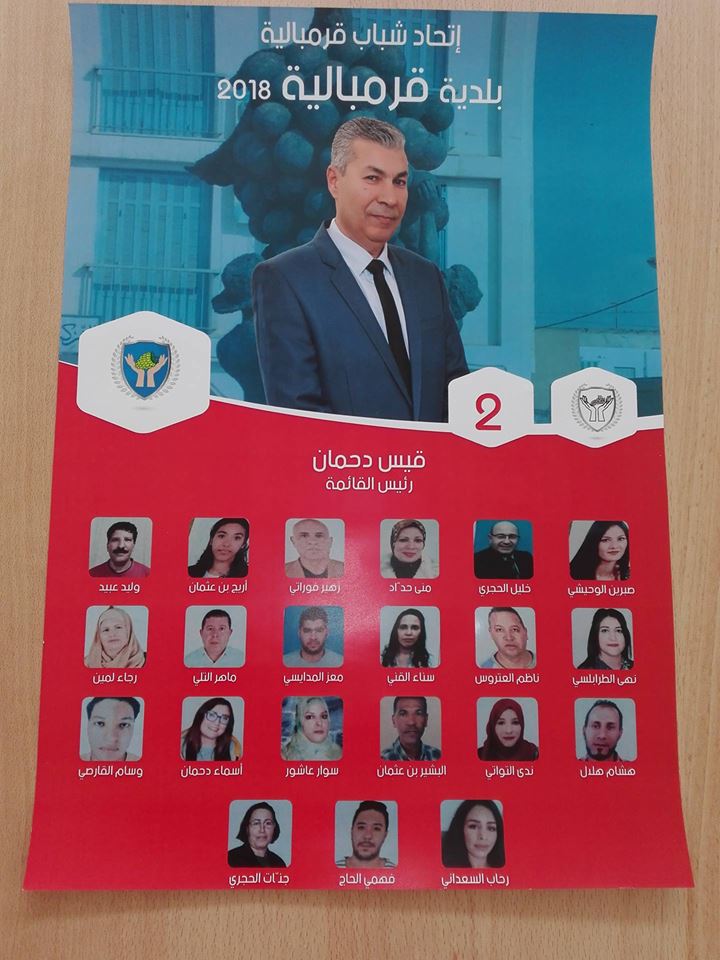 إتحاد شباب قرمبالية
بلدية قرمبالية 2018
2
قيس دحمان
رئيس القائمة
صبرين الوحيشي
خليل الحجري
منى حدّاد
زهير فوراتي
أريج بن عثمان
وليد عبيد
نهى الطرابلسي
ناظم العتروس
سناء القني
معز المدايسي
ماهر التلي
رجاء لمين
هشام هلال
ندى التواتي
البشير بن عثمان
سوار عاشور
أسماء دحمان
وسام القارصي
رحاب السعداني
فهمي الحاج
جنّات الحجري